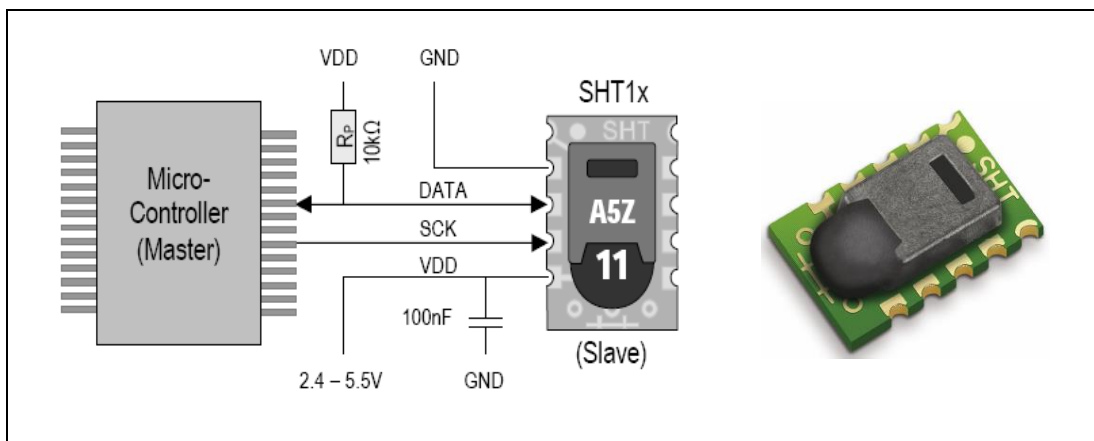 VDD
GND
SHT1x
R_P
10kΩ
SHT
Micro-
Controller
(Master)
DATA
A5Z
SCK
11
VDD
100nF
(Slave)
2.4 – 5.5V
GND
SHT